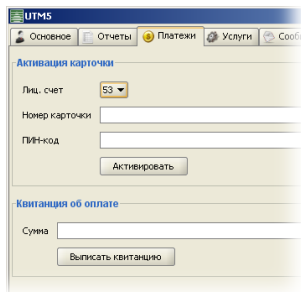 UTM5
Основное Отчеты Платежи Услуги Сооб
Активация карточки
Лиц. счет 53
Номер карточки
ПИН-код
Активировать
Квитанция об оплате
Сумма
Выписать квитанцию